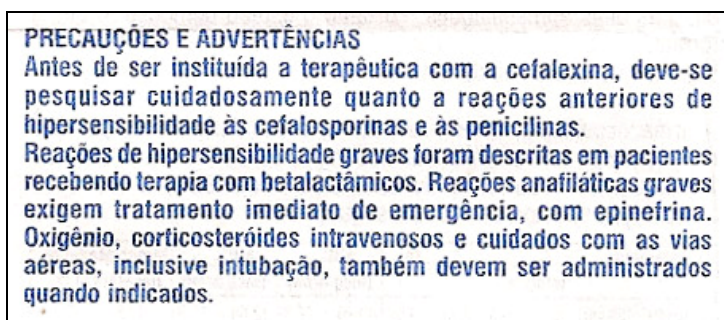 PRECAUÇÕES E ADVERTÊNCIAS
Antes de ser instituída a terapêutica com a cefalexina, deve-se
pesquisar cuidadosamente quanto a reações anteriores de
hipersensibilidade às cefalosporinas e às penicilinas.
Reações de hipersensibilidade graves foram descritas em pacientes
recebendo terapia com betalactâmicos. Reações anafiláticas graves
exigem tratamento imediato de emergência, com epinefrina.
Oxigênio, corticosteróides intravenosos e cuidados com as vias
aéreas, inclusive intubação, também devem ser administrados
quando indicados.